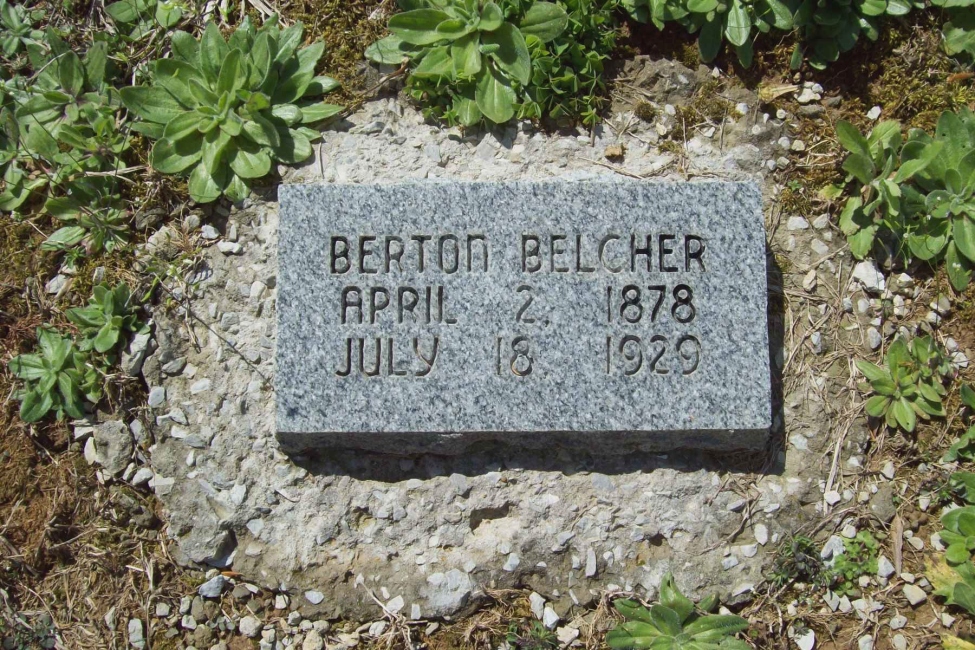 BERTON BELCHER
APRIL 2, 1878
JULY 18 1929